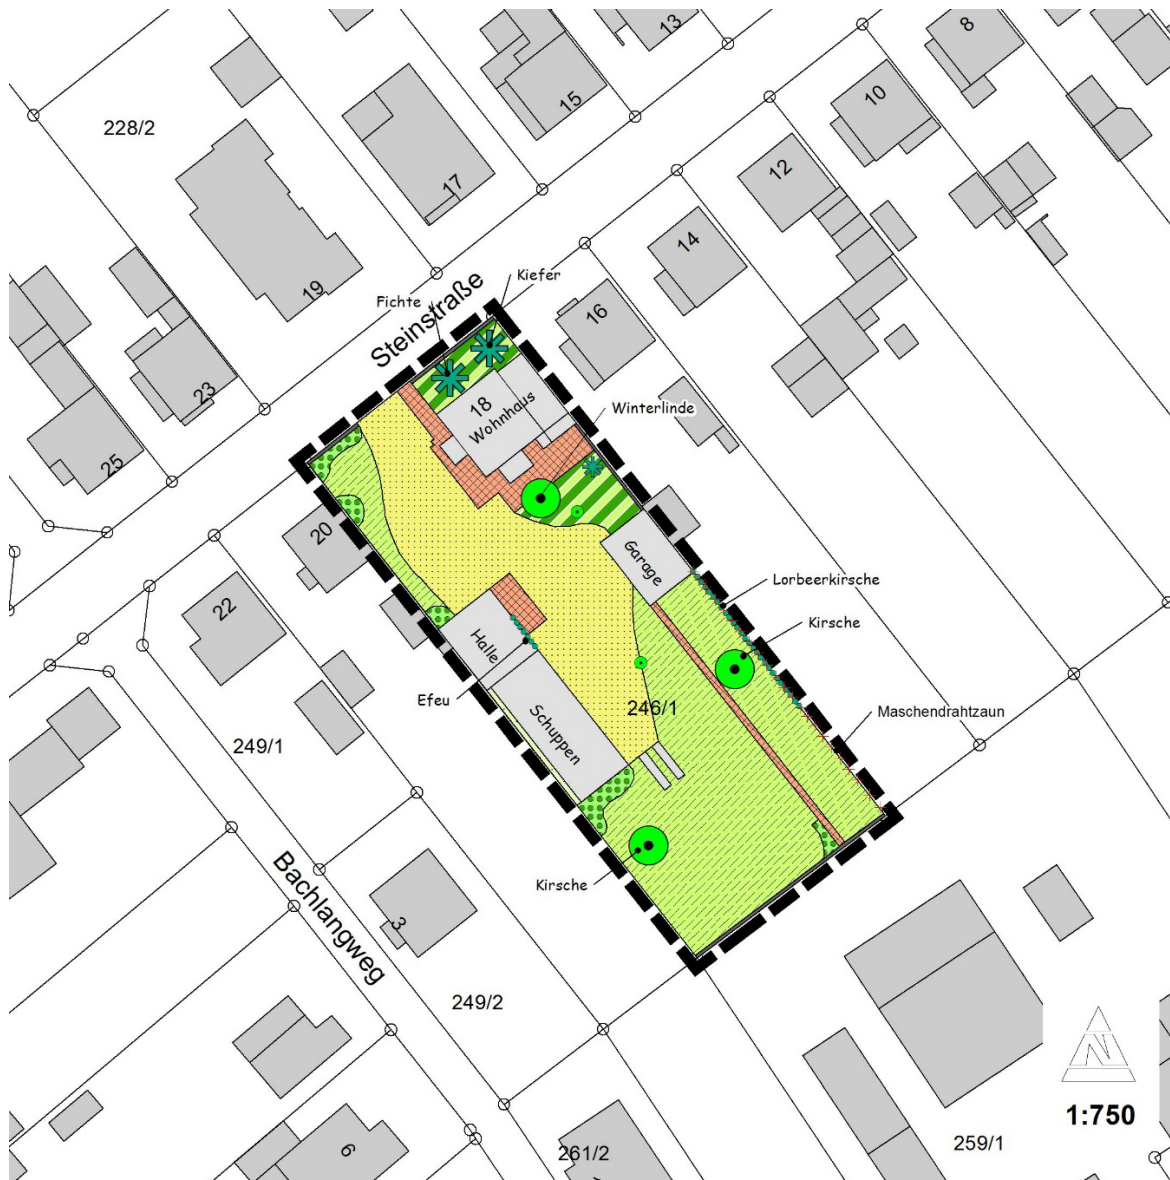 8
13
10
15
228/2
12
17
14
Kiefer
19
Fichte
Steinstraße
16
23
18
Wohnhaus
Winterlinde
25
20
Garage
Lorbeerkirsche
22
Halle
Kirsche
Efeu
246/1
Maschendrahtzaun
Schuppen
249/1
Kirsche
Bachlangweg
3
249/2
N
1:750
6
261/2
259/1